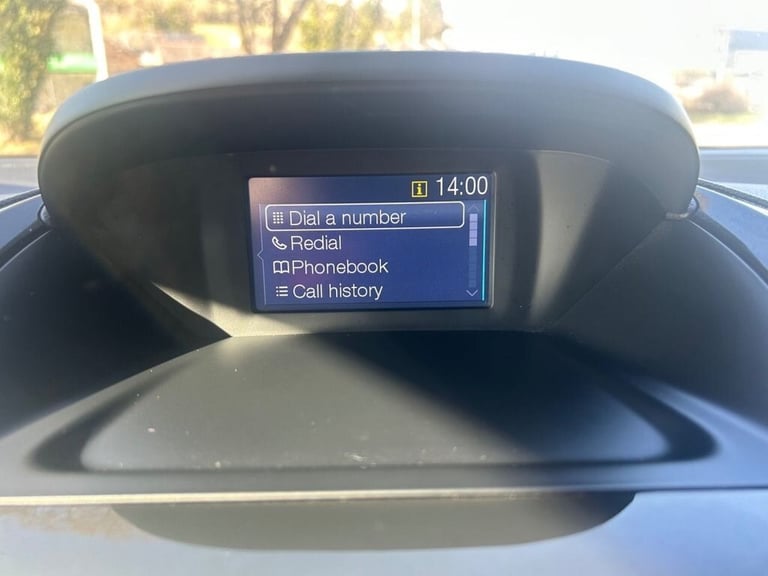 14:00
Dial a number
Redial
Phonebook
Call history